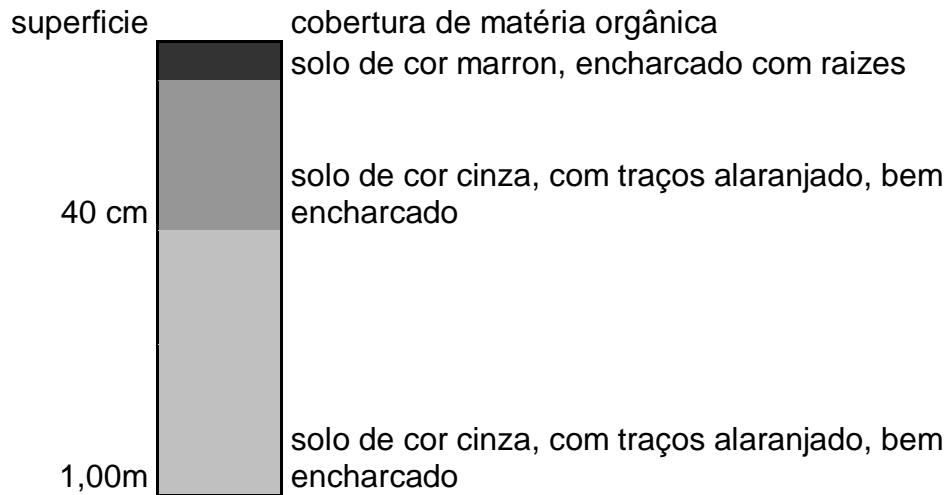 superficie cobertura de matéria orgânica
solo de cor marron, encharcado com raizes
solo de cor cinza, com traços alaranjado, bem
40 cm encharcado
solo de cor cinza, com traços alaranjado, bem
1,00m encharcado